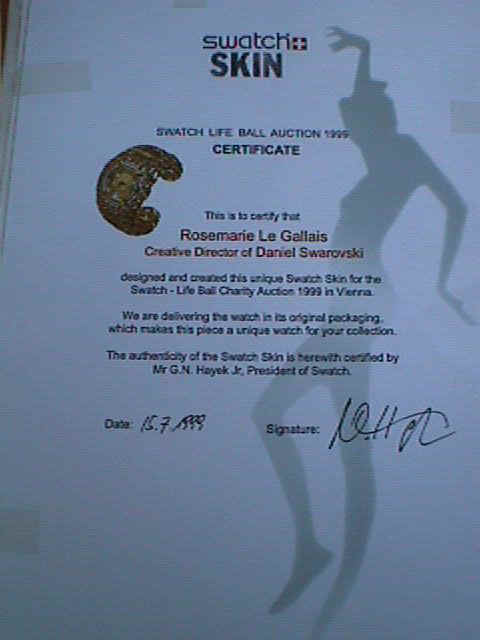 swatch
SKIN
SWATCH LIFE BALL AUCTION 1999
CERTIFICATE
This is to certify that
Rosemarie Le Gallais
Creative Director of Daniel Swarovski
designed and created this unique Swatch Skin for the
Swatch - Life Ball Charity Auction 1999 in Vienna.
We are delivering the watch in its original packaging,
which makes this piece a unique watch for your collection.
The authenticity of the Swatch Skin is herewith certified by
Mr G.N. Hayek Jr, President of Swatch.
Date: 15.7.1999
Signature: